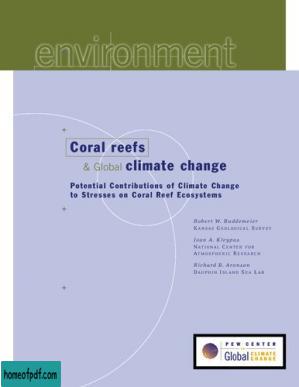 environment
Coral reefs
& Global climate change
Potential Contributions of Climate Change
to Stresses on Coral Reef Ecosystems
Robert W. Buddemeier
KANSAS GEOLOGICAL SURVEY
Joan A. Kleypas
NATIONAL CENTER FOR
ATMOSPHERIC RESEARCH
Richard B. Aronson
DAUPHIN ISLAND SEA LAB
PEW CENTER
ON
Global CLIMATE
CHANGE
homeofpdf.com